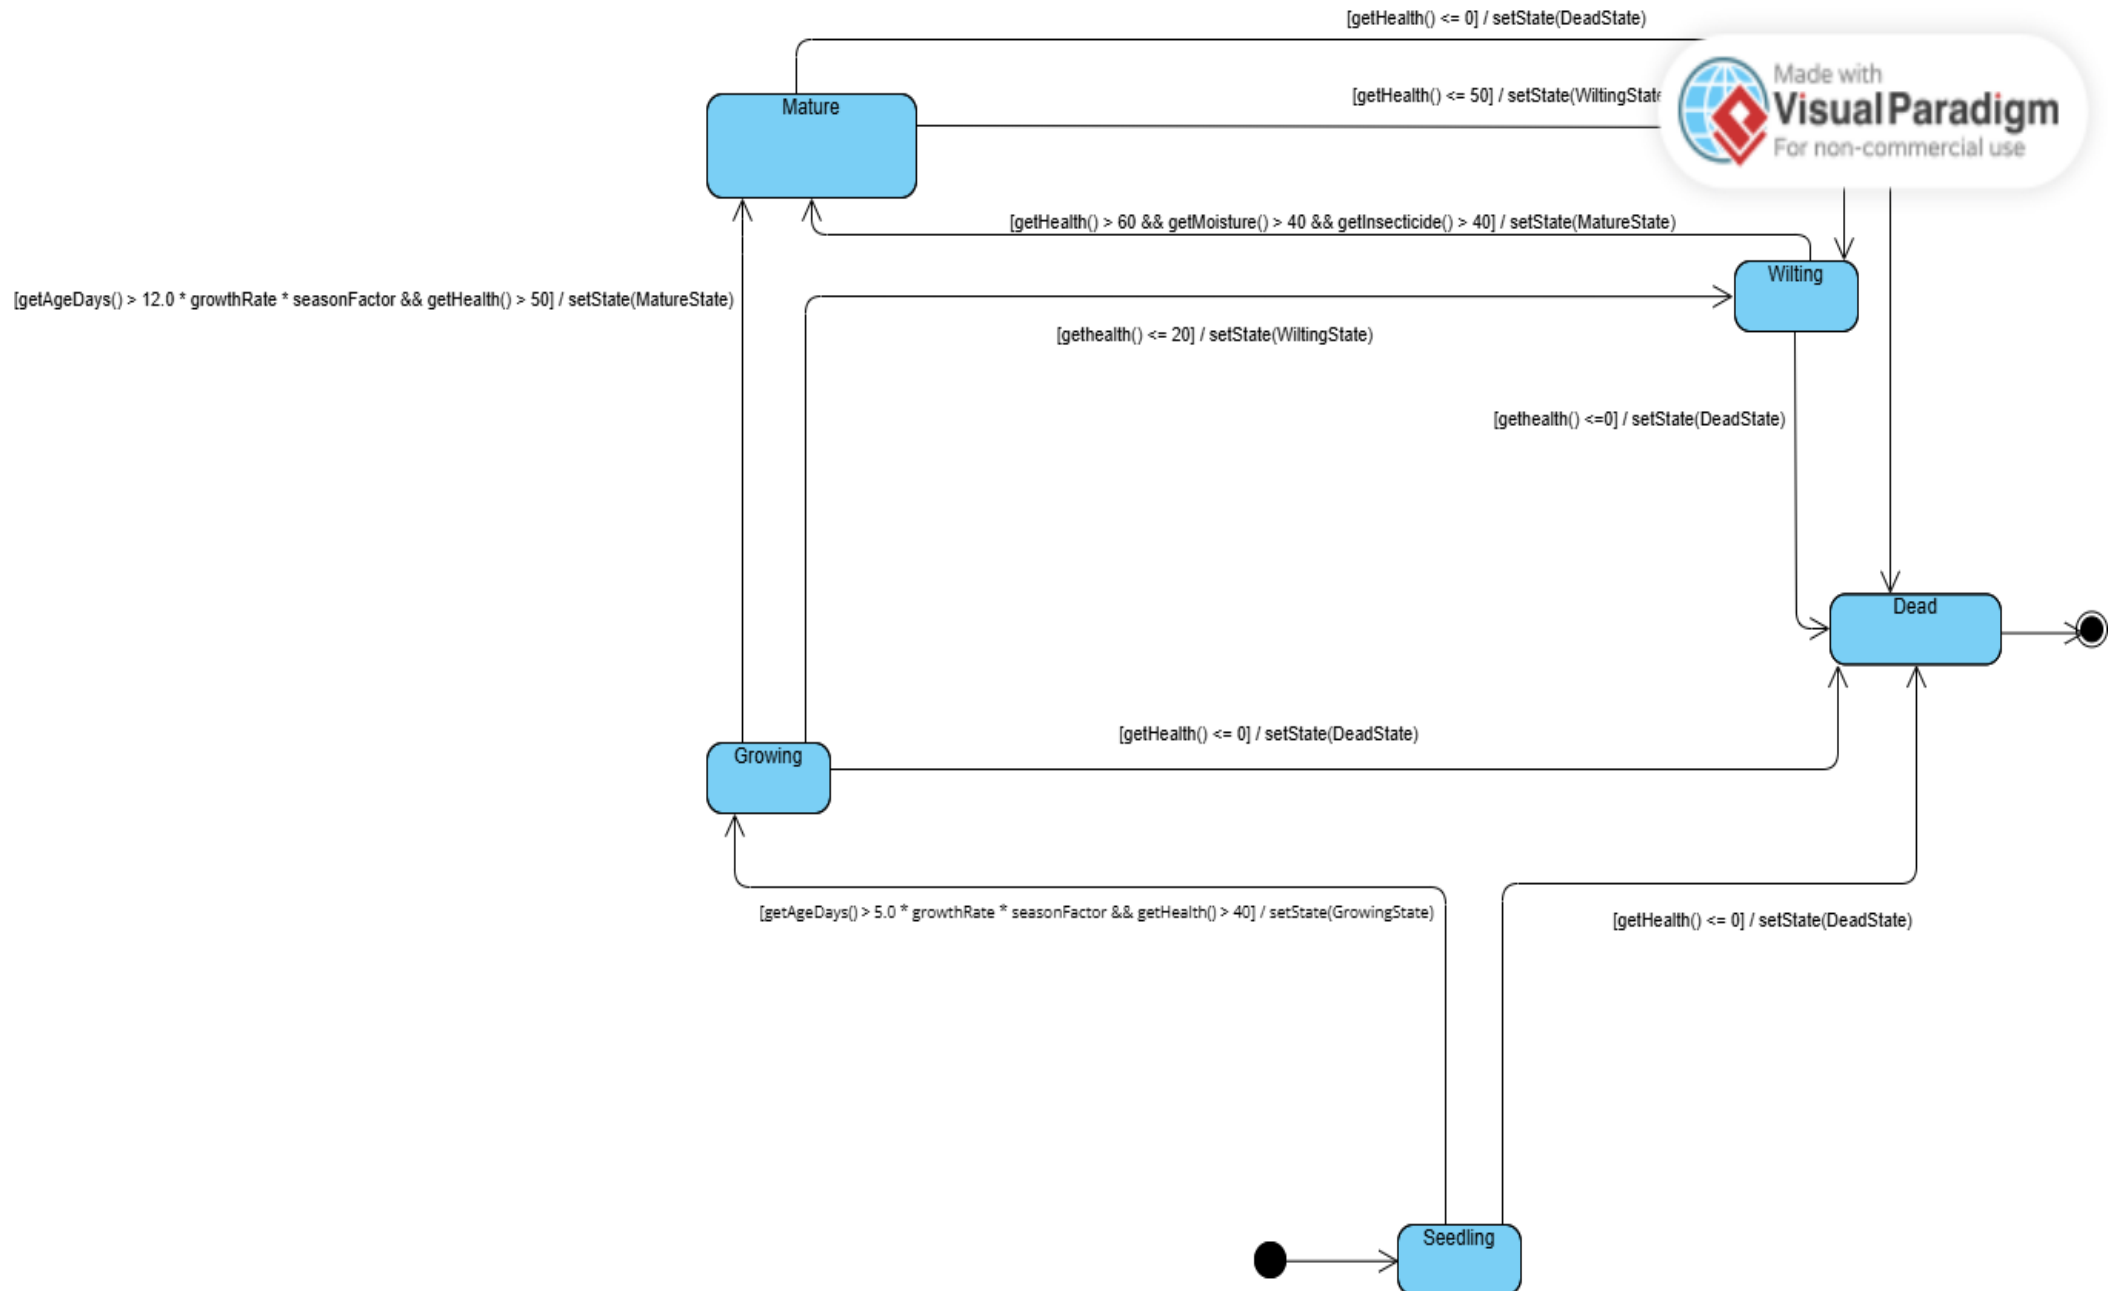 [getHealth() <= 0] / setState(DeadState)
Made with
Visual Paradigm
For non-commercial use
[getHealth() <= 50] / setState(WiltingState
Mature
[getHealth() > 60 && getMoisture() > 40 && getInsecticide() > 40] / setState(MatureState)
Wilting
[getAgeDays() > 12.0 * growthRate * seasonFactor && getHealth() > 50] / setState(MatureState)
[gethealth() <= 20] / setState(WiltingState)
[gethealth() <=0] / setState(DeadState)
Dead
[getHealth() <= 0] / setState(DeadState)
Growing
[getAgeDays() > 5.0 * growthRate * seasonFactor && getHealth() > 40] / setState(GrowingState)
[getHealth() <= 0] / setState(DeadState)
Seedling